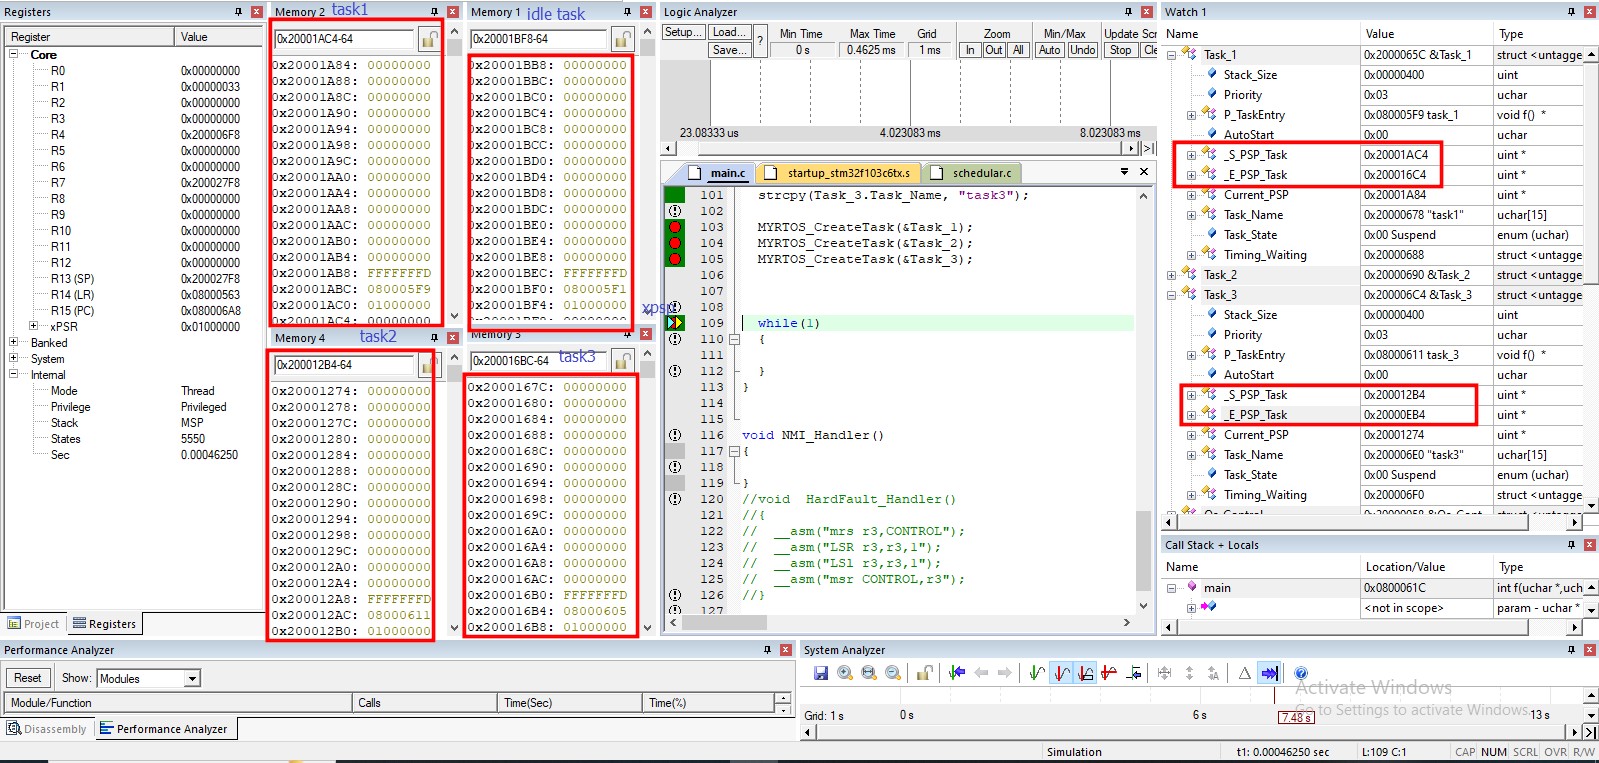 Registers
Register Value
Core
R0 0x00000000
R1 0x00000033
R2 0x00000000
R3 0x00000000
R4 0x200006F8
R5 0x00000000
R6 0x00000000
R7 0x200027F8
R8 0x00000000
R9 0x00000000
R10 0x00000000
R11 0x00000000
R12 0x00000000
R13 (SP) 0x200027F8
R14 (LR) 0x08000563
R15 (PC) 0x080006A8
xPSR 0x01000000
Banked
System
Internal
Mode Thread
Privilege Privileged
Stack MSP
States 5550
Sec 0.00046250
Project Registers
Memory 2 task1
0x20001AC4-64
0x20001A84: 00000000
0x20001A88: 00000000
0x20001A8C: 00000000
0x20001A90: 00000000
0x20001A94: 00000000
0x20001A98: 00000000
0x20001A9C: 00000000
0x20001AA0: 00000000
0x20001AA4: 00000000
0x20001AA8: 00000000
0x20001AAC: 00000000
0x20001AB0: 00000000
0x20001AB4: 00000000
0x20001AB8: FFFFFFFD
0x20001ABC: 080005F9
0x20001AC0: 01000000
0x20001AC4: 00000000
Memory 1 idle task
0x20001BF8-64
0x20001BB8: 00000000
0x20001BBC: 00000000
0x20001BC0: 00000000
0x20001BC4: 00000000
0x20001BC8: 00000000
0x20001BCC: 00000000
0x20001BD0: 00000000
0x20001BD4: 00000000
0x20001BD8: 00000000
0x20001BDC: 00000000
0x20001BE0: 00000000
0x20001BE4: 00000000
0x20001BE8: 00000000
0x20001BEC: FFFFFFFD
0x20001BF0: 080005F1
0x20001BF4: 01000000
xpsr
Memory 4 task2
0x200012B4-64
0x20001274: 00000000
0x20001278: 00000000
0x2000127C: 00000000
0x20001280: 00000000
0x20001284: 00000000
0x20001288: 00000000
0x2000128C: 00000000
0x20001290: 00000000
0x20001294: 00000000
0x20001298: 00000000
0x2000129C: 00000000
0x200012A0: 00000000
0x200012A4: 00000000
0x200012A8: FFFFFFFD
0x200012AC: 08000611
0x200012B0: 01000000
Memory 3
0x200016BC-64 task3
0x2000167C: 00000000
0x20001680: 00000000
0x20001684: 00000000
0x20001688: 00000000
0x2000168C: 00000000
0x20001690: 00000000
0x20001694: 00000000
0x20001698: 00000000
0x2000169C: 00000000
0x200016A0: 00000000
0x200016A4: 00000000
0x200016A8: 00000000
0x200016AC: 00000000
0x200016B0: FFFFFFFD
0x200016B4: 08000605
0x200016B8: 01000000
Logic Analyzer
Setup... Load... Min Time Max Time Grid Zoom Min/Max Update Scr
Save... ? 0 s 0.4625 ms 1 ms In Out All Auto Undo Stop Cle
23.08333 us 4.023083 ms 8.023083 ms
main.c startup_stm32f103c6tx.s schedular.c
101 strcpy(Task_3.Task_Name, "task3");
102
103 MYRTOS_CreateTask(&Task_1);
104 MYRTOS_CreateTask(&Task_2);
105 MYRTOS_CreateTask(&Task_3);
106
107
108
109 while(1)
110 {
111
112 }
113 }
114
115
116 void NMI_Handler()
117 {
118
119 }
120 //void HardFault_Handler()
121 //{
122 // __asm("mrs r3,CONTROL");
123 // __asm("LSR r3,r3,1");
124 // __asm("LSl r3,r3,1");
125 // __asm("msr CONTROL,r3");
126 //}
127
Watch 1
Name Value Type
Task_1 0x2000065C &Task_1 struct <untagge
Stack_Size 0x00000400 uint
Priority 0x03 uchar
P_TaskEntry 0x080005F9 task_1 void f() *
AutoStart 0x00 uchar
_S_PSP_Task 0x20001AC4 uint *
_E_PSP_Task 0x200016C4 uint *
Current_PSP 0x20001A84 uint *
Task_Name 0x20000678 "task1" uchar[15]
Task_State 0x00 Suspend enum (uchar)
Timing_Waiting 0x20000688 struct <untagge
Task_2 0x20000690 &Task_2 struct <untagge
Task_3 0x200006C4 &Task_3 struct <untagge
Stack_Size 0x00000400 uint
Priority 0x03 uchar
P_TaskEntry 0x08000611 task_3 void f() *
AutoStart 0x00 uchar
_S_PSP_Task 0x200012B4 uint *
_E_PSP_Task 0x20000EB4 uint *
Current_PSP 0x20001274 uint *
Task_Name 0x200006E0 "task3" uchar[15]
Task_State 0x00 Suspend enum (uchar)
Timing_Waiting 0x200006F0 struct <untagge
Call Stack + Locals
Name Location/Value Type
main 0x0800061C int f(uchar *,uch
<not in scope> param - uchar *
Performance Analyzer
Reset Show: Modules
Module/Function Calls Time(Sec) Time(%)
Disassembly Performance Analyzer
System Analyzer
Grid: 1 s 0 s 6 s 7.48 s 13 s
Activate Windows
Go to Settings to activate Windows.
Simulation t1: 0.00046250 sec L:109 C:1 CAP NUM SCRL OVR R/W